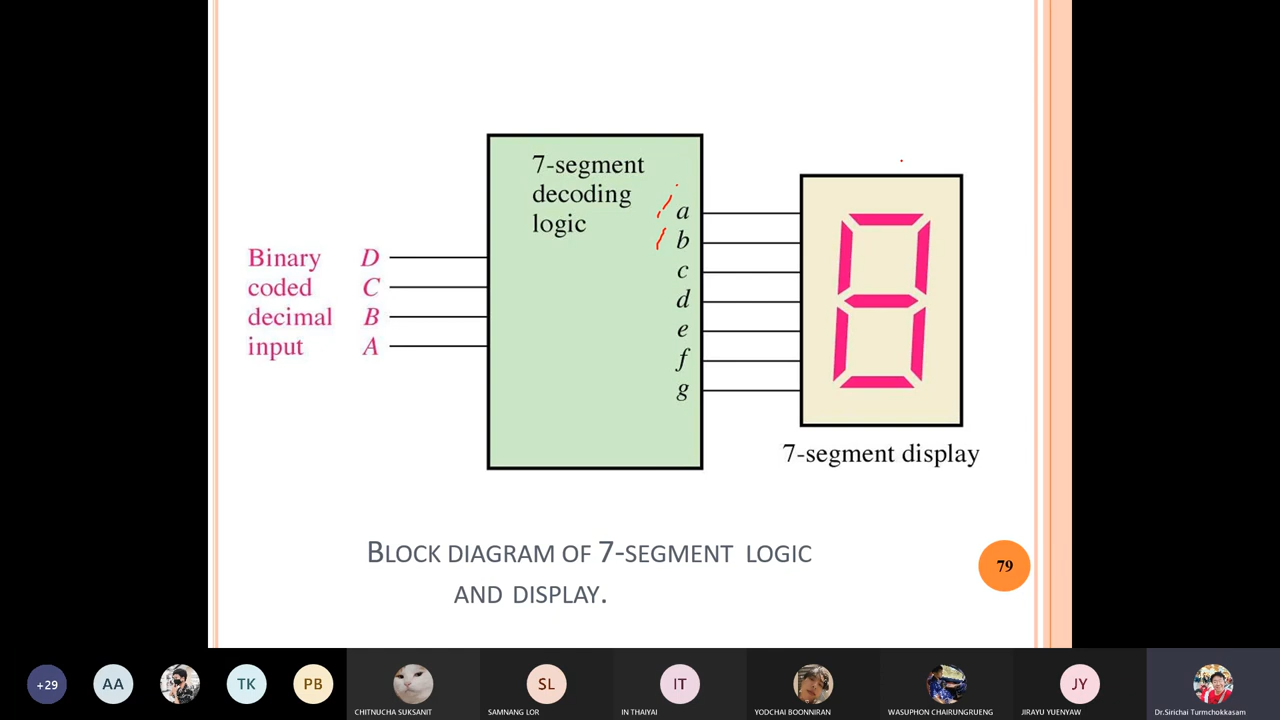 7-segment
decoding
logic
a
b
c
d
e
f
g
Binary D
coded C
decimal B
input A
7-segment display
BLOCK DIAGRAM OF 7-SEGMENT LOGIC
AND DISPLAY.
79
+29
AA
TK
PB
CHITNUCHA SUKSANIT
SL
SAMNANG LOR
IT
IN THAIYAI
YODCHAI BOONNIRAN
WASUPHON CHAIRUNGRUENG
JY
JIRAYU YUENYAW
Dr.Sirichai Turmchokkasam